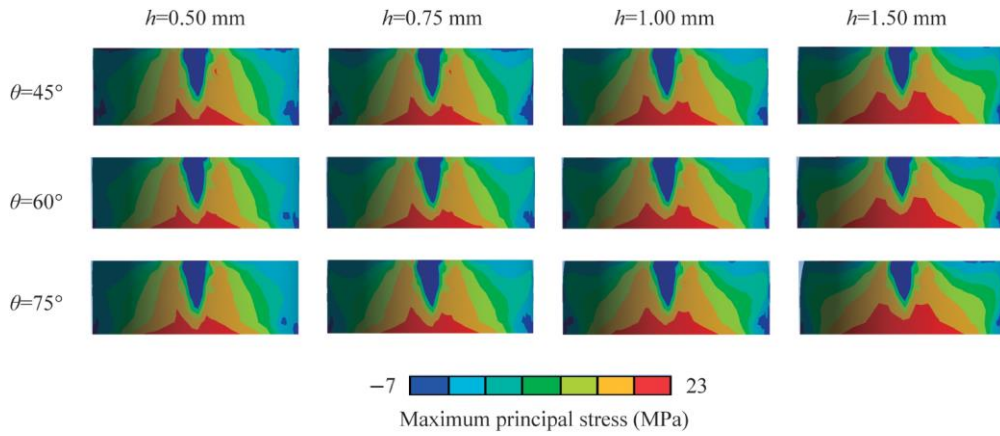 h=0.50 mm h=0.75 mm h=1.00 mm h=1.50 mm
θ=45°
θ=60°
θ=75°
−7 23
Maximum principal stress (MPa)